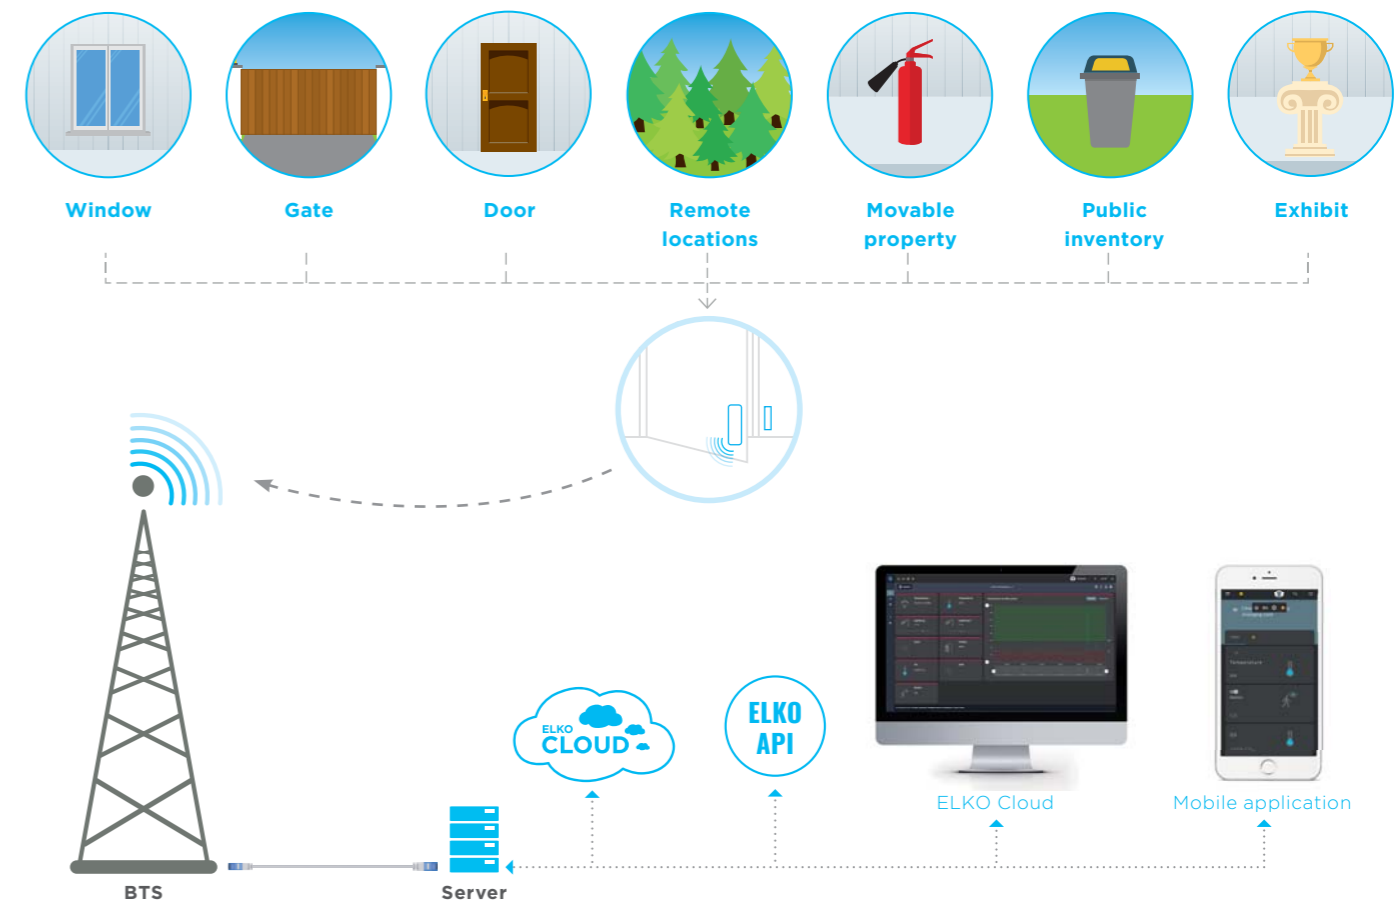 Window
Gate
Door
Remote
locations
Movable
property
Public
inventory
Exhibit
ELKO
CLOUD
ELKO
API
ELKO Cloud
Mobile application
Temperature
BTS
Server